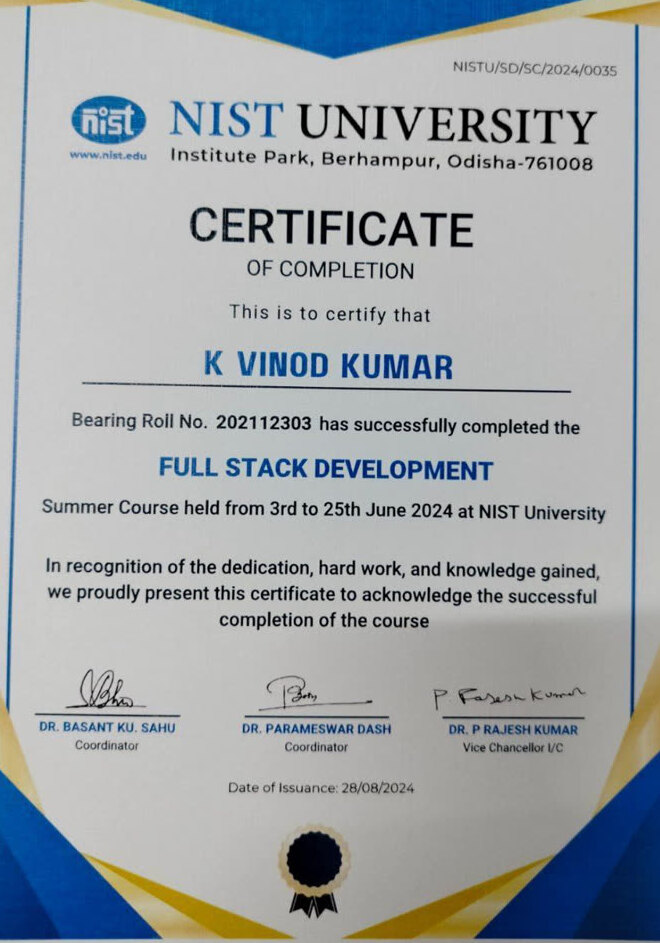 NISTU/SD/SC/2024/0035
nist
www.nist.edu
NIST UNIVERSITY
Institute Park, Berhampur, Odisha-761008
CERTIFICATE
OF COMPLETION
This is to certify that
K VINOD KUMAR
Bearing Roll No. 202112303 has successfully completed the
FULL STACK DEVELOPMENT
Summer Course held from 3rd to 25th June 2024 at NIST University
In recognition of the dedication, hard work, and knowledge gained,
we proudly present this certificate to acknowledge the successful
completion of the course
P. Rajesh Kumar
DR. BASANT KU. SAHU
Coordinator
DR. PARAMESWAR DASH
Coordinator
DR. P RAJESH KUMAR
Vice Chancellor I/C
Date of Issuance: 28/08/2024